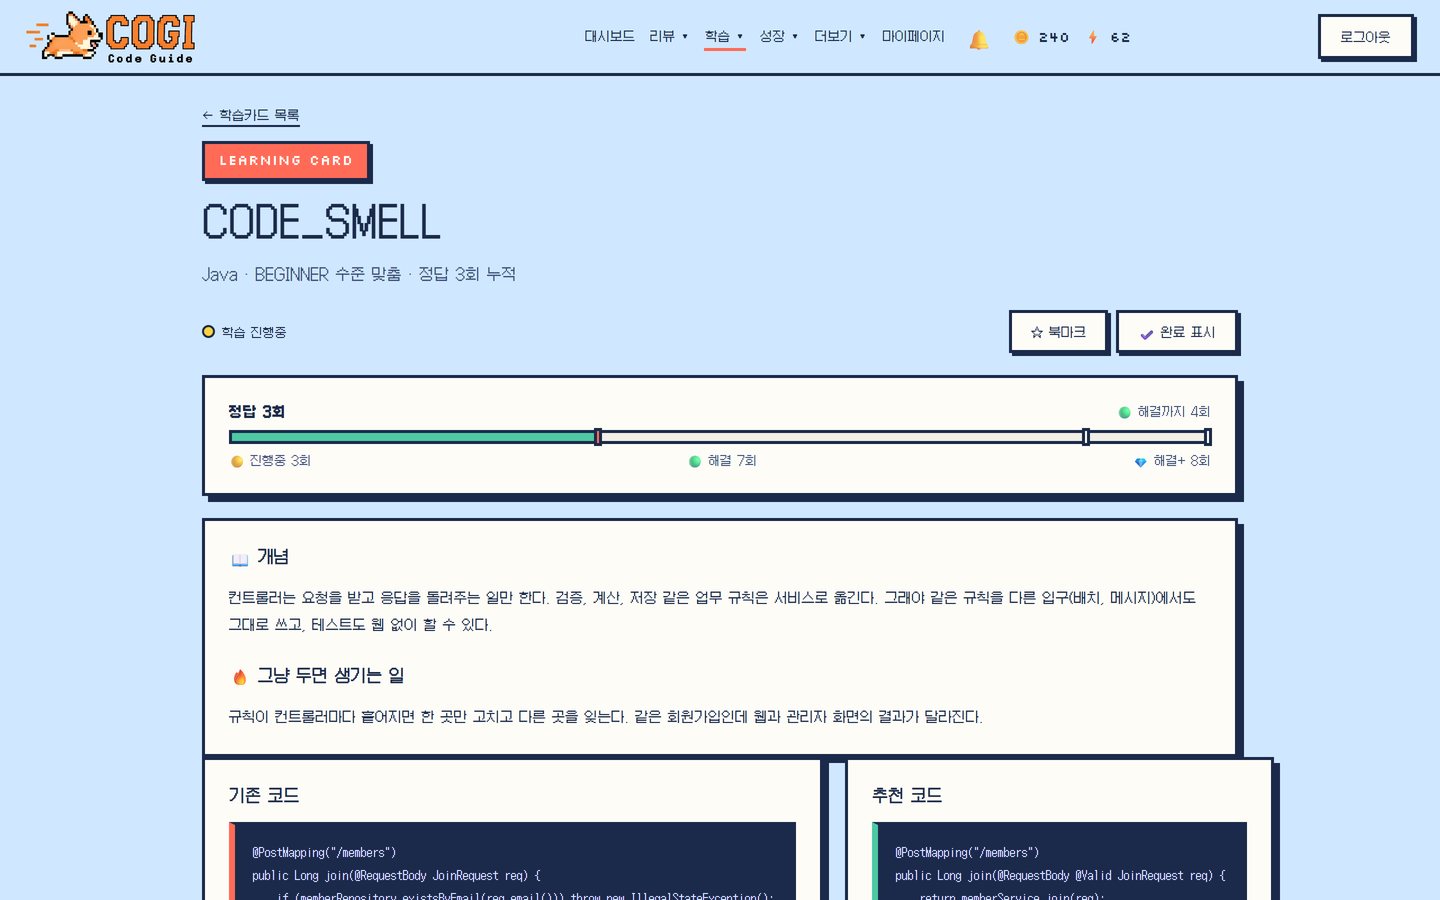 COGI
Code Guide
대시보드 리뷰 ▾ 학습 ▾ 성장 ▾ 더보기 ▾ 마이페이지 240 62 로그아웃
← 학습카드 목록
LEARNING CARD
CODE_SMELL
Java · BEGINNER 수준 맞춤 · 정답 3회 누적
학습 진행중 ☆ 북마크 완료 표시
정답 3회 해결까지 4회
진행중 3회 해결 7회 해결+ 8회
개념
컨트롤러는 요청을 받고 응답을 돌려주는 일만 한다. 검증, 계산, 저장 같은 업무 규칙은 서비스로 옮긴다. 그래야 같은 규칙을 다른 입구(배치, 메시지)에서도
그대로 쓰고, 테스트도 웹 없이 할 수 있다.
그냥 두면 생기는 일
규칙이 컨트롤러마다 흩어지면 한 곳만 고치고 다른 곳을 잊는다. 같은 회원가입인데 웹과 관리자 화면의 결과가 달라진다.
기존 코드
@PostMapping("/members")
public Long join(@RequestBody JoinRequest req) {
if (memberRepository.existsByEmail(req.email())) throw new IllegalStateException();
추천 코드
@PostMapping("/members")
public Long join(@RequestBody @Valid JoinRequest req) {
return memberService.join(req);